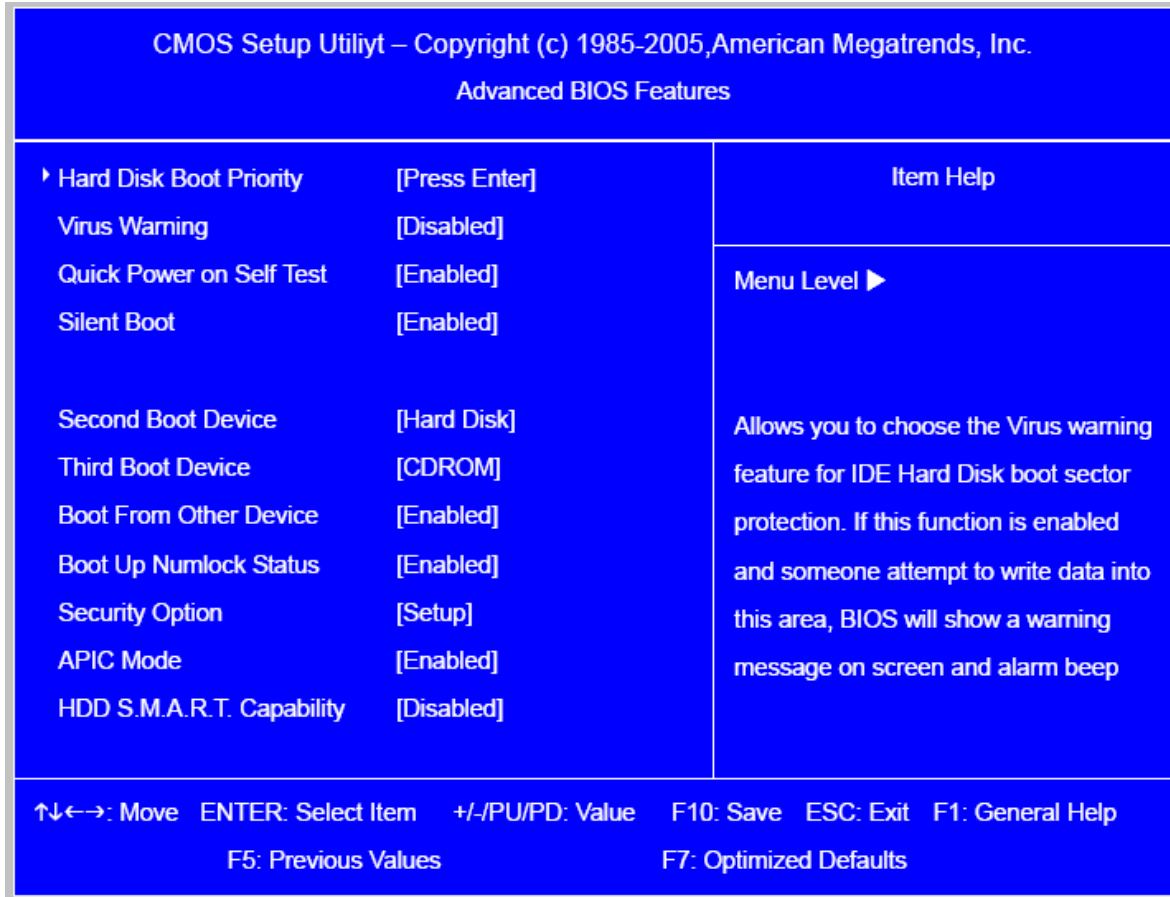 CMOS Setup Utiliyt – Copyright (c) 1985-2005,American Megatrends, Inc.
Advanced BIOS Features
Hard Disk Boot Priority [Press Enter]
Virus Warning [Disabled]
Quick Power on Self Test [Enabled]
Silent Boot [Enabled]
Second Boot Device [Hard Disk]
Third Boot Device [CDROM]
Boot From Other Device [Enabled]
Boot Up Numlock Status [Enabled]
Security Option [Setup]
APIC Mode [Enabled]
HDD S.M.A.R.T. Capability [Disabled]
Item Help
Menu Level ▶
Allows you to choose the Virus warning
feature for IDE Hard Disk boot sector
protection. If this function is enabled
and someone attempt to write data into
this area, BIOS will show a warning
message on screen and alarm beep
↑↓←→: Move ENTER: Select Item +/-/PU/PD: Value F10: Save ESC: Exit F1: General Help
F5: Previous Values F7: Optimized Defaults